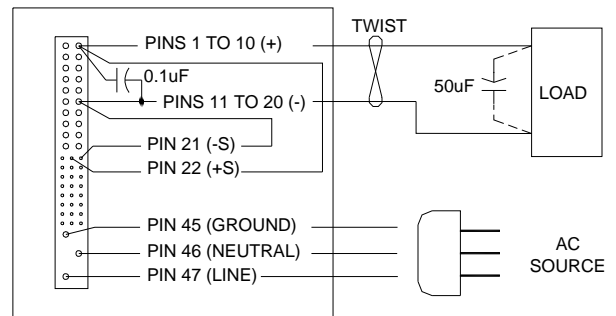 TWIST
PINS 1 TO 10 (+)
0.1uF
50uF
LOAD
PINS 11 TO 20 (-)
PIN 21 (-S)
PIN 22 (+S)
PIN 45 (GROUND)
PIN 46 (NEUTRAL)
PIN 47 (LINE)
AC
SOURCE